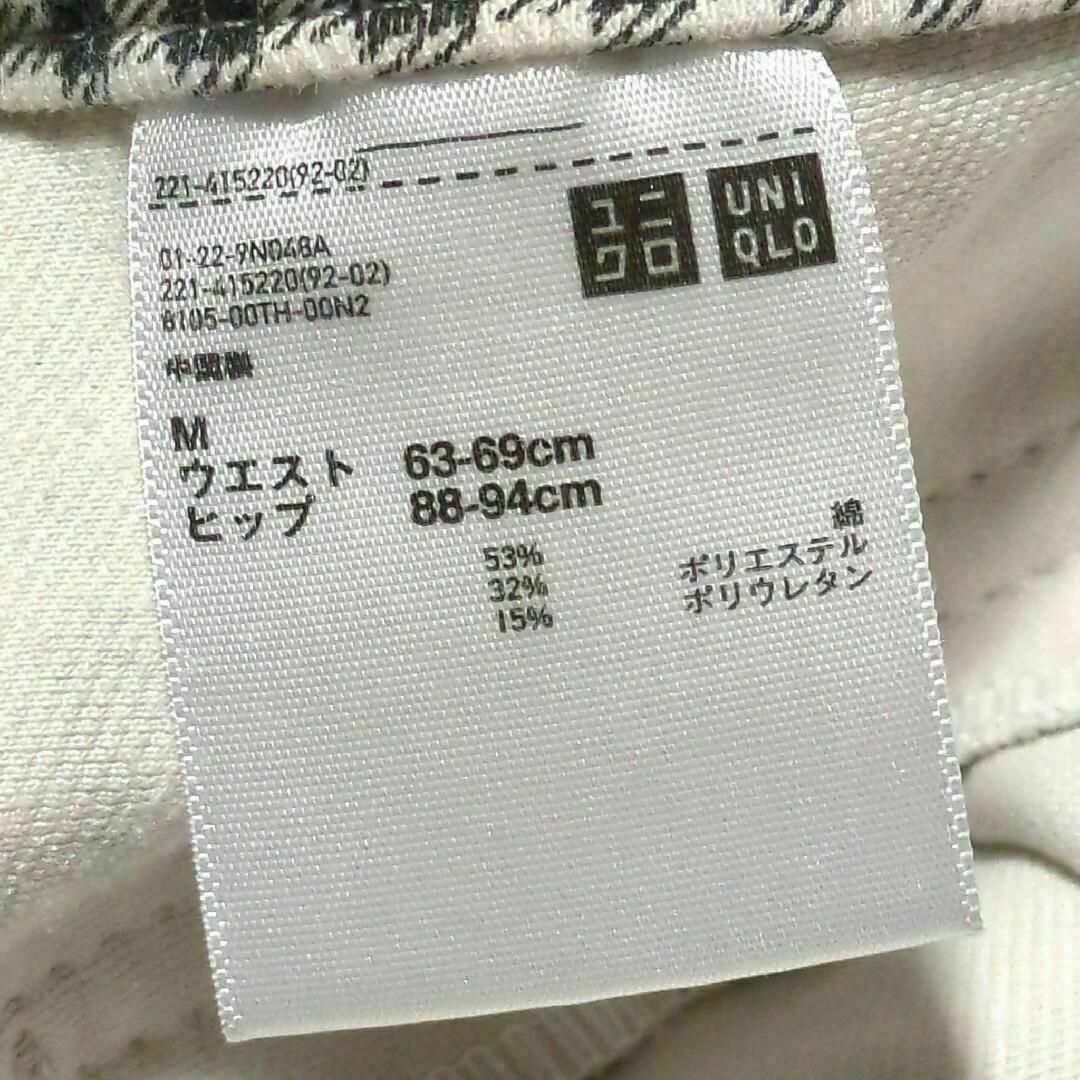 221-415220(92-02)
ユニ
クロ
UNI
QLO
01-22-9N048A
221-415220(92-02)
8105-00TH-00N2
中国製
M
ウエスト 63-69cm
ヒップ 88-94cm
53% 綿
32% ポリエステル
15% ポリウレタン